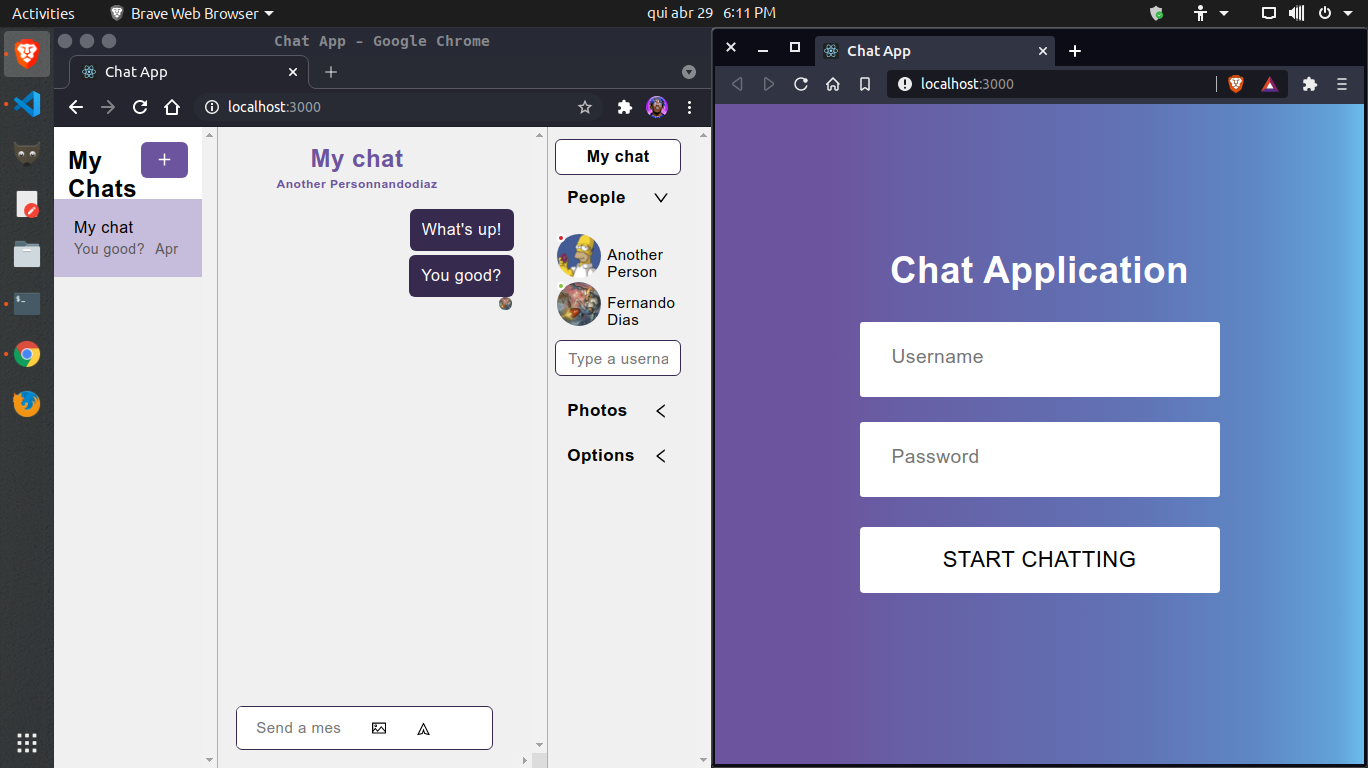 Activities
Brave Web Browser
qui abr 29 6:11 PM
Chat App - Google Chrome
Chat App
localhost:3000
My
Chats
+
My chat
You good? Apr
My chat
Another Personnandodiaz
What's up!
You good?
Send a mes
My chat
People
Another
Person
Fernando
Dias
Type a userna
Photos
Options
Chat App
localhost:3000
Chat Application
Username
Password
START CHATTING